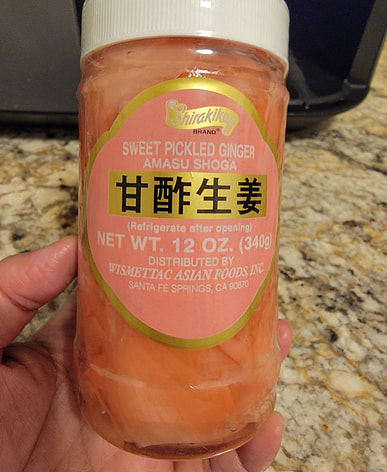 Shirakiku
BRAND
SWEET PICKLED GINGER
AMASU SHOGA
甘酢生姜
(Refrigerate after opening)
NET WT. 12 OZ. (340g)
DISTRIBUTED BY
WISMETTAC ASIAN FOODS, INC.
SANTA FE SPRINGS, CA 90670